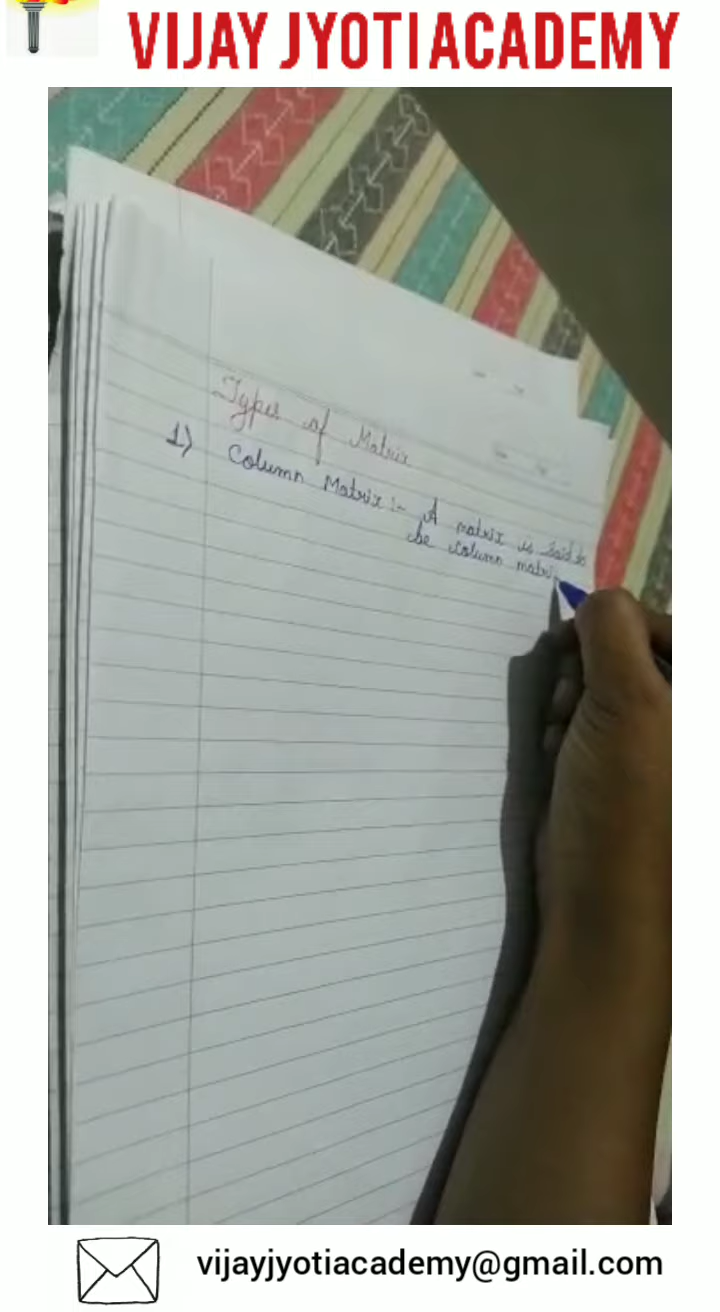 VIJAY JYOTI ACADEMY
Types of Matrix
1) Column Matrix :- A matrix is said to
be column matrix
vijayjyotiacademy@gmail.com